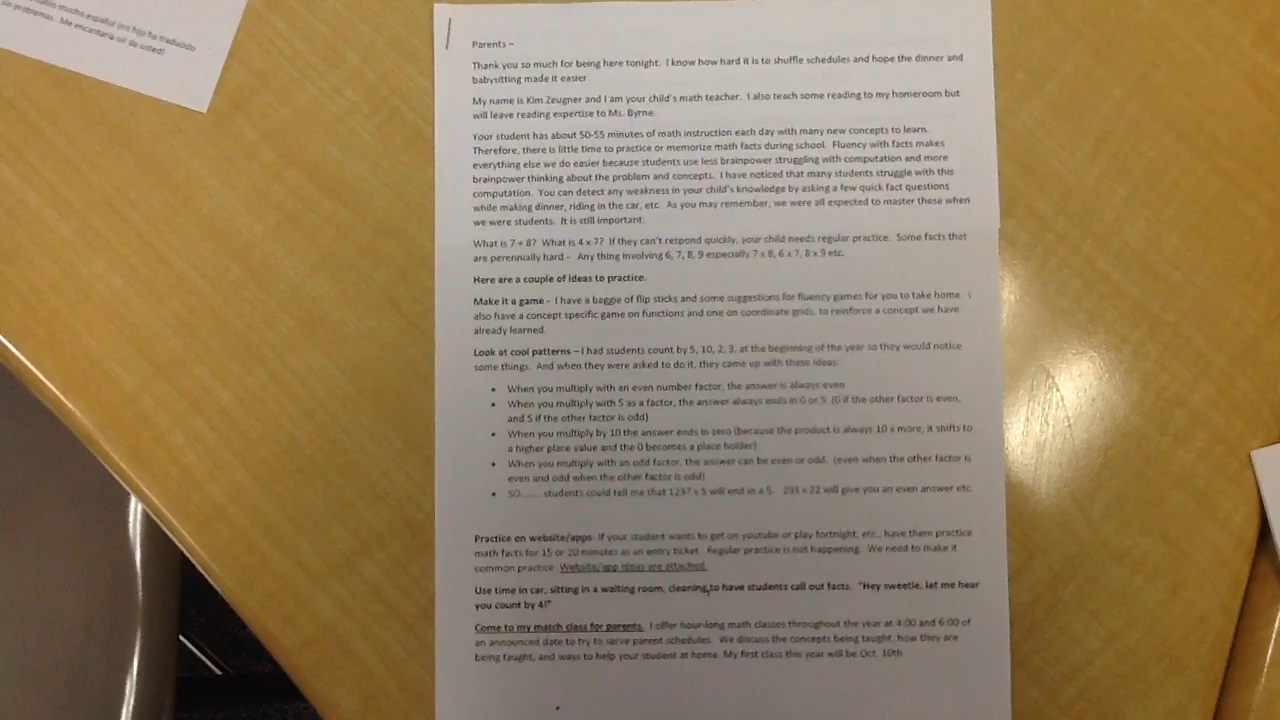 hablo mucho español (mi hijo ha traducido
sin problemas. Me encantaría oír de usted!
Parents –
Thank you so much for being here tonight. I know how hard it is to shuffle schedules and hope the dinner and
babysitting made it easier
My name is Kim Zeugner and I am your child's math teacher. I also teach some reading to my homeroom but
will leave reading expertise to Ms. Byrne.
Your student has about 50-55 minutes of math instruction each day with many new concepts to learn.
Therefore, there is little time to practice or memorize math facts during school. Fluency with facts makes
everything else we do easier because students use less brainpower struggling with computation and more
brainpower thinking about the problem and concepts. I have noticed that many students struggle with this
computation. You can detect any weakness in your child's knowledge by asking a few quick fact questions
while making dinner, riding in the car, etc. As you may remember, we were all expected to master these when
we were students. It is still important.
What is 7 + 8? What is 4 x 7? If they can't respond quickly, your child needs regular practice. Some facts that
are perennially hard - Any thing involving 6, 7, 8, 9 especially 7 x 8, 6 x 7, 8 x 9 etc.
Here are a couple of ideas to practice.
Make it a game - I have a baggie of flip sticks and some suggestions for fluency games for you to take home. I
also have a concept specific game on functions and one on coordinate grids, to reinforce a concept we have
already learned.
Look at cool patterns – I had students count by 5, 10, 2, 3, at the beginning of the year so they would notice
some things. And when they were asked to do it, they came up with these ideas:
• When you multiply with an even number factor, the answer is always even
• When you multiply with 5 as a factor, the answer always ends in 0 or 5 (0 if the other factor is even,
and 5 if the other factor is odd)
• When you multiply by 10 the answer ends in zero (because the product is always 10 x more, it shifts to
a higher place value and the 0 becomes a place holder)
• When you multiply with an odd factor, the answer can be even or odd. (even when the other factor is
even and odd when the other factor is odd)
• SO........ students could tell me that 1237 x 5 will end in a 5. 293 x 22 will give you an even answer etc.
Practice on website/apps- If your student wants to get on youtube or play fortnight, etc., have them practice
math facts for 15 or 20 minutes as an entry ticket. Regular practice is not happening. We need to make it
common practice. Website/app ideas are attached.
Use time in car, sitting in a waiting room, cleaning,to have students call out facts. "Hey sweetie, let me hear
you count by 4!"
Come to my match class for parents. I offer hour-long math classes throughout the year at 4:00 and 6:00 of
an announced date to try to serve parent schedules. We discuss the concepts being taught, how they are
being taught, and ways to help your student at home. My first class this year will be Oct. 10th